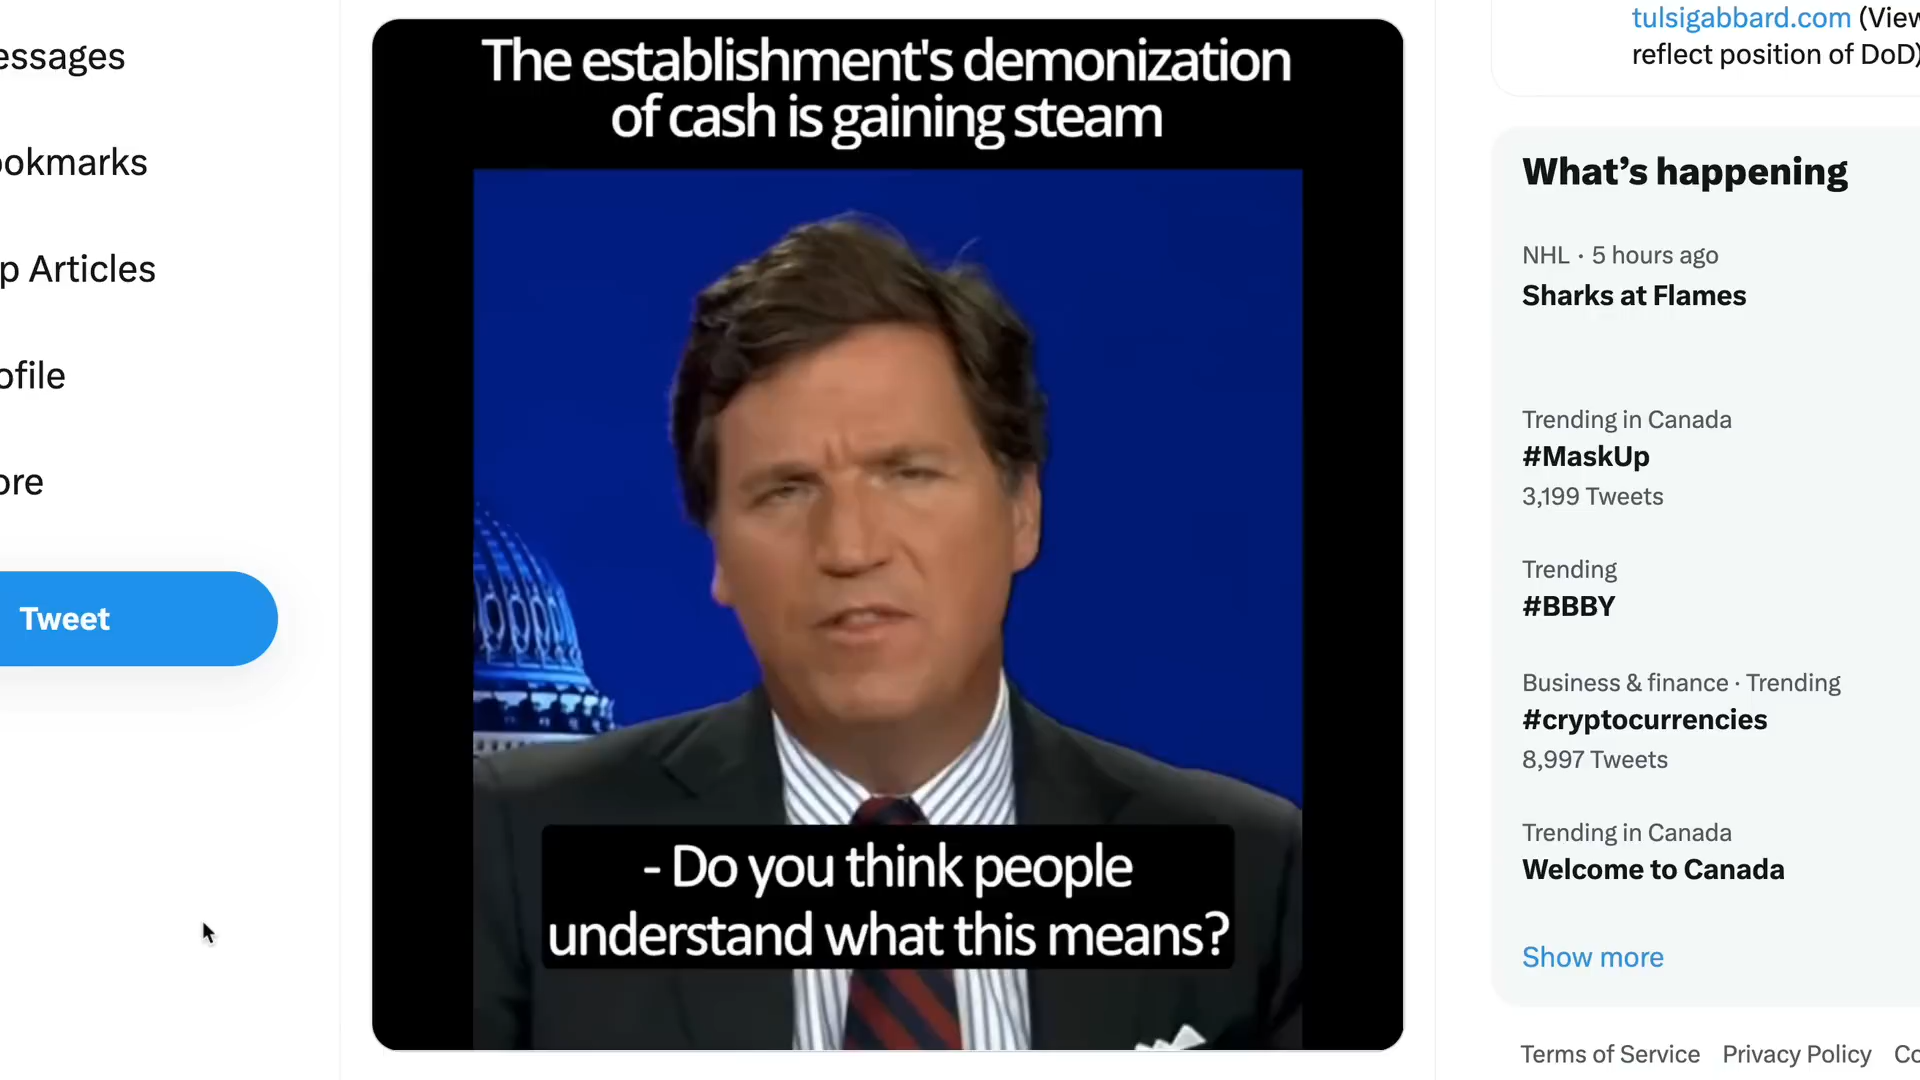 essages
ookmarks
p Articles
ofile
ore
Tweet
The establishment's demonization
of cash is gaining steam
- Do you think people
understand what this means?
tulsigabbard.com (View
reflect position of DoD)
What's happening
NHL · 5 hours ago
Sharks at Flames
Trending in Canada
#MaskUp
3,199 Tweets
Trending
#BBBY
Business & finance · Trending
#cryptocurrencies
8,997 Tweets
Trending in Canada
Welcome to Canada
Show more
Terms of Service Privacy Policy Co